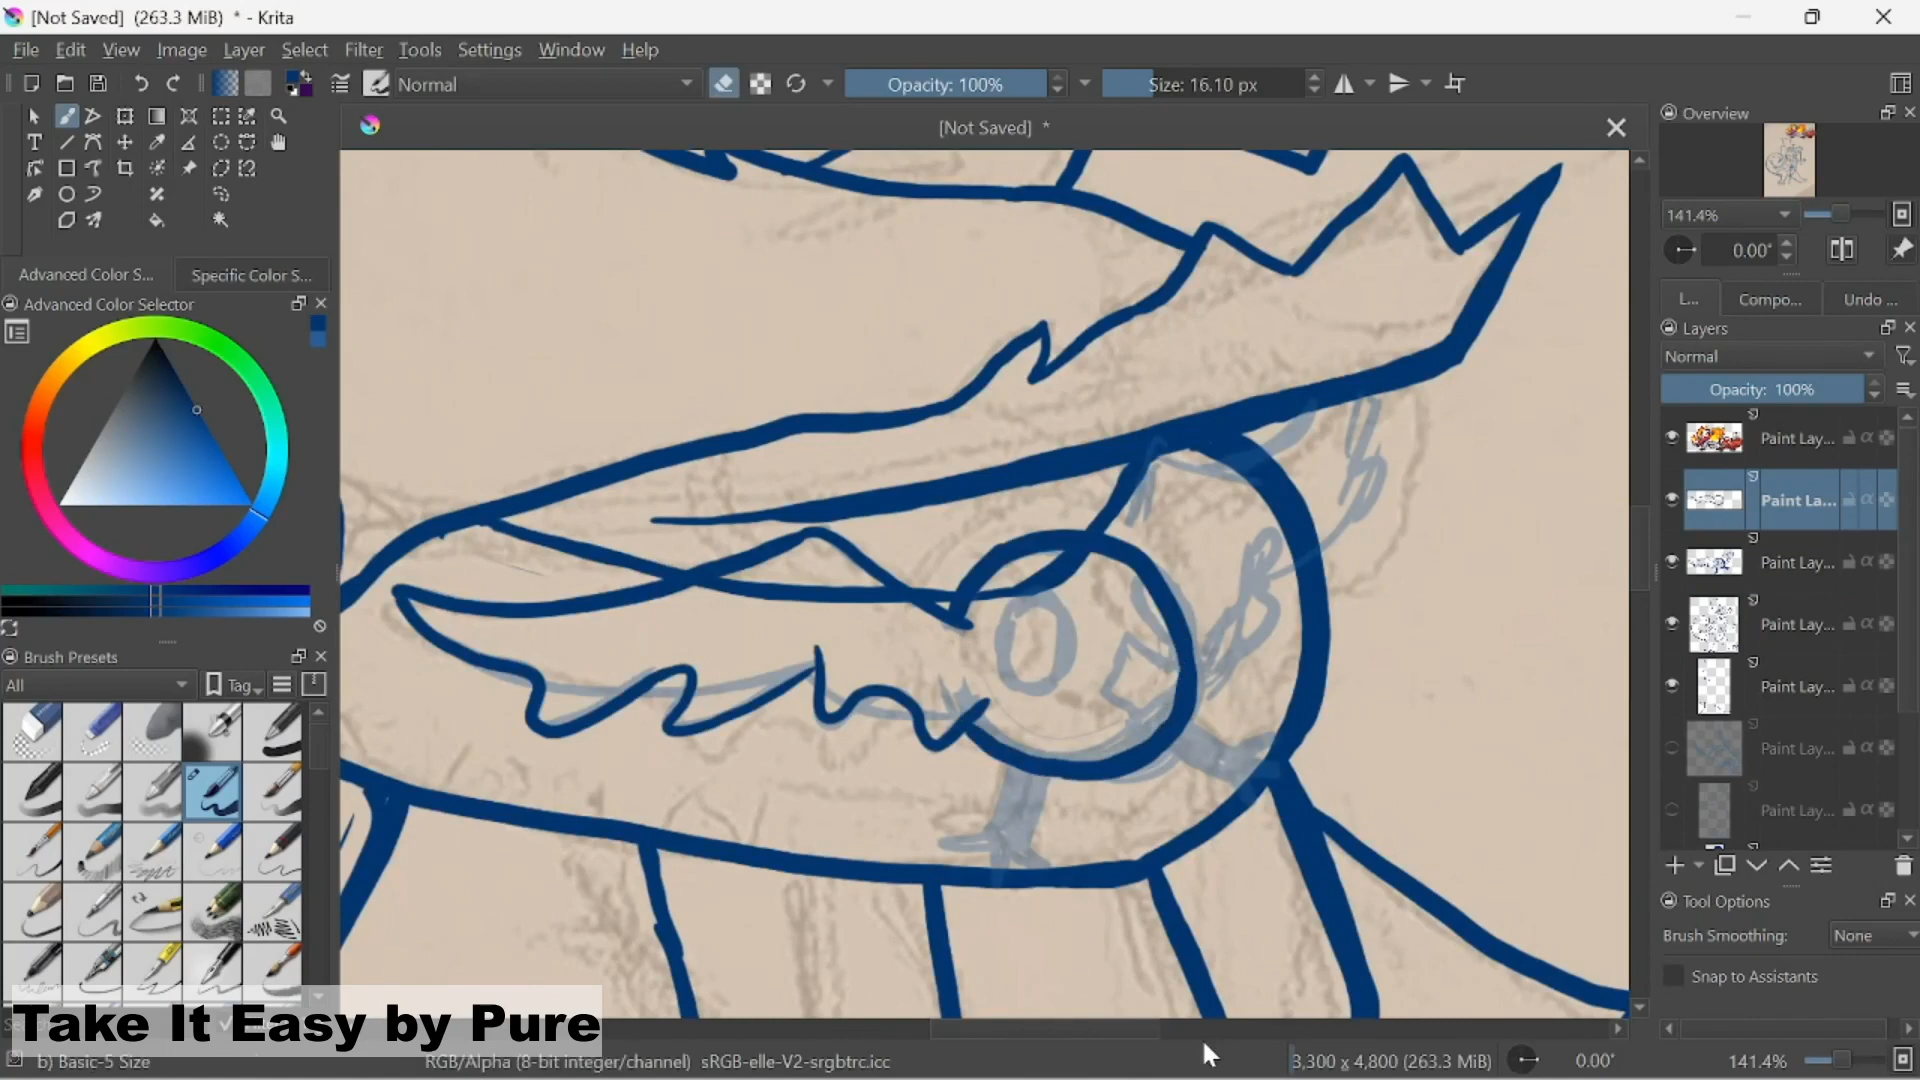 [Not Saved] (263.3 MiB) * - Krita
File Edit View Image Layer Select Filter Tools Settings Window Help
Normal Opacity: 100% Size: 16.10 px
[Not Saved] *
Advanced Color S... Specific Color S...
Advanced Color Selector
Brush Presets
All Tag
Overview
141.4%
0.00°
L... Compo... Undo ...
Layers
Normal
Opacity: 100%
Paint Lay...
Paint La...
Paint Lay...
Paint Lay...
Paint Lay...
Paint Lay...
Paint Lay...
Tool Options
Brush Smoothing: None
Snap to Assistants
Take It Easy by Pure
b) Basic-5 Size RGB/Alpha (8-bit integer/channel) sRGB-elle-V2-srgbtrc.icc 3,300 x 4,800 (263.3 MiB) 0.00° 141.4%